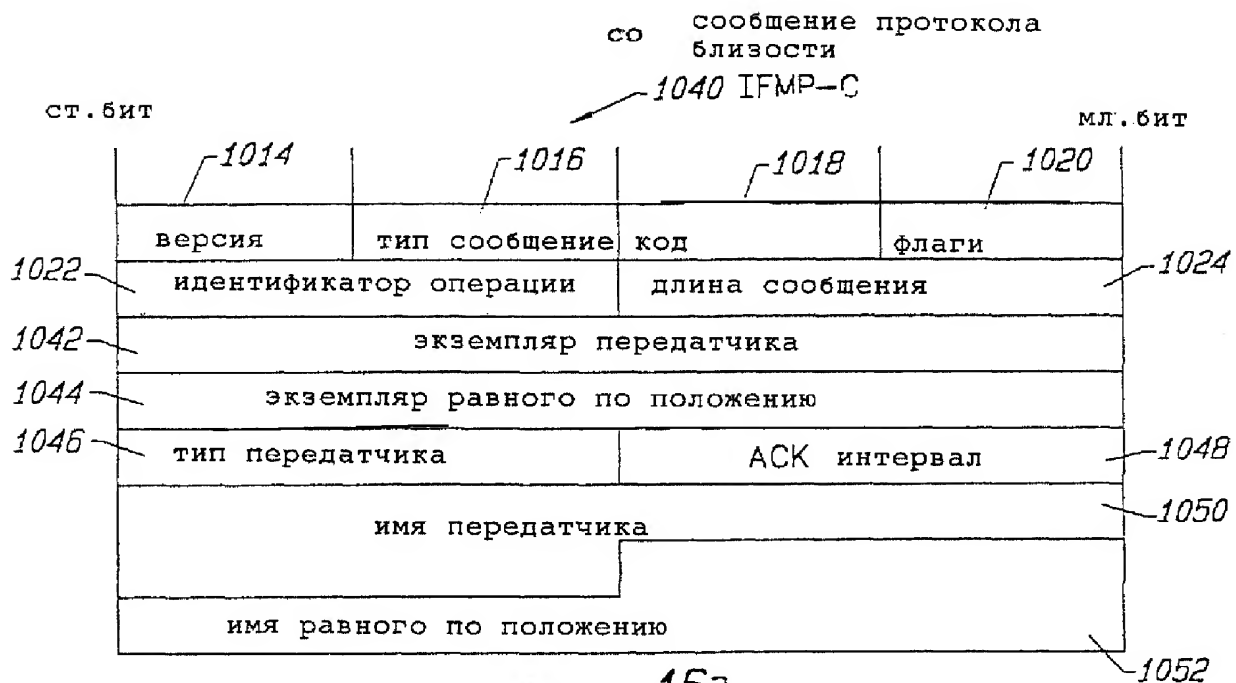 со сообщение протокола
близости
1040 IFMP-C
ст.бит
мл.бит
1014 1016 1018 1020
версия тип сообщение код флаги
1022 идентификатор операции длина сообщения 1024
1042 экземпляр передатчика
1044 экземпляр равного по положению
1046 тип передатчика ACK интервал 1048
имя передатчика 1050
имя равного по положению
1052